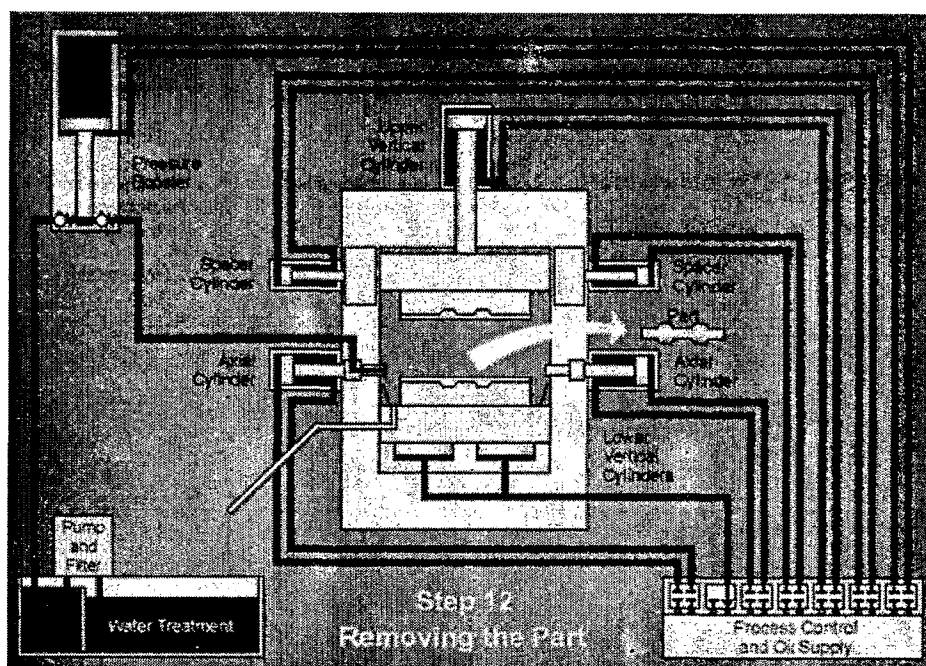 Upper
Vertical
Cylinder
Pressure
Booster
Spacer
Cylinder
Spacer
Cylinder
Part
Axial
Cylinder
Axial
Cylinder
Lower
Vertical
Cylinders
Pump
and
Filter
Water Treatment
Step 12
Removing the Part
Process Control
and Oil Supply